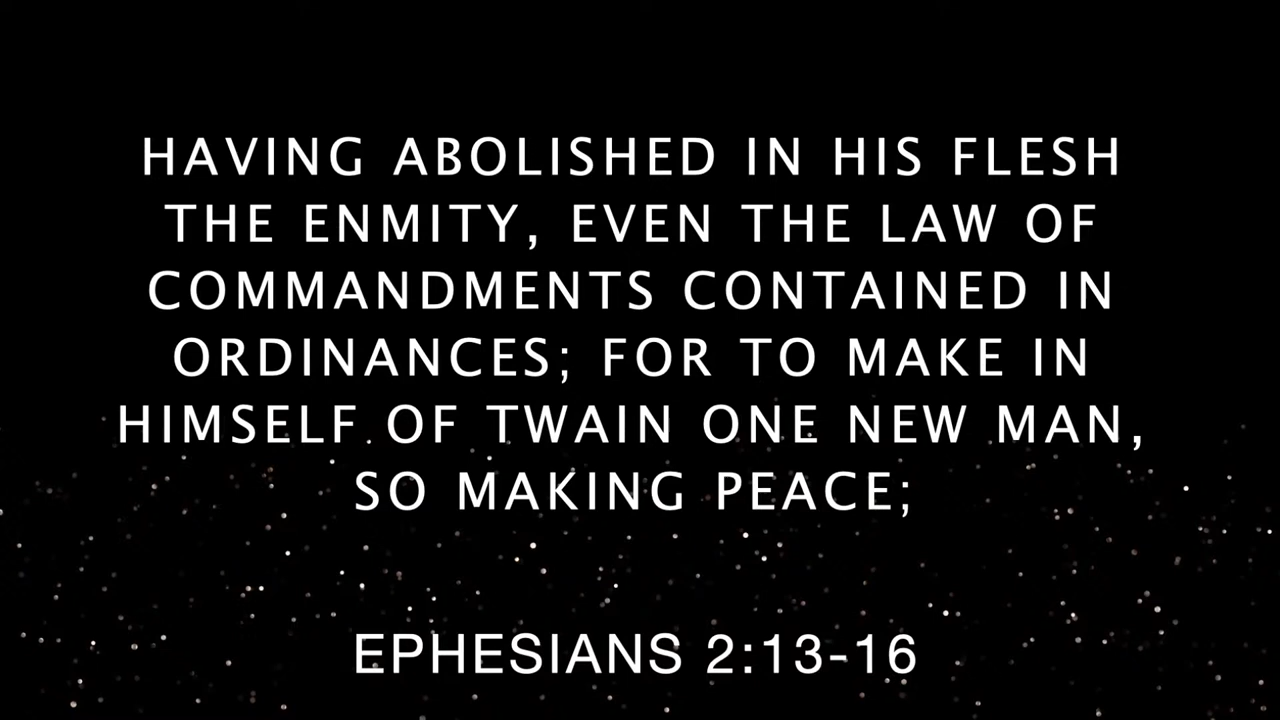 HAVING ABOLISHED IN HIS FLESH
THE ENMITY, EVEN THE LAW OF
COMMANDMENTS CONTAINED IN
ORDINANCES; FOR TO MAKE IN
HIMSELF OF TWAIN ONE NEW MAN,
SO MAKING PEACE;
EPHESIANS 2:13-16